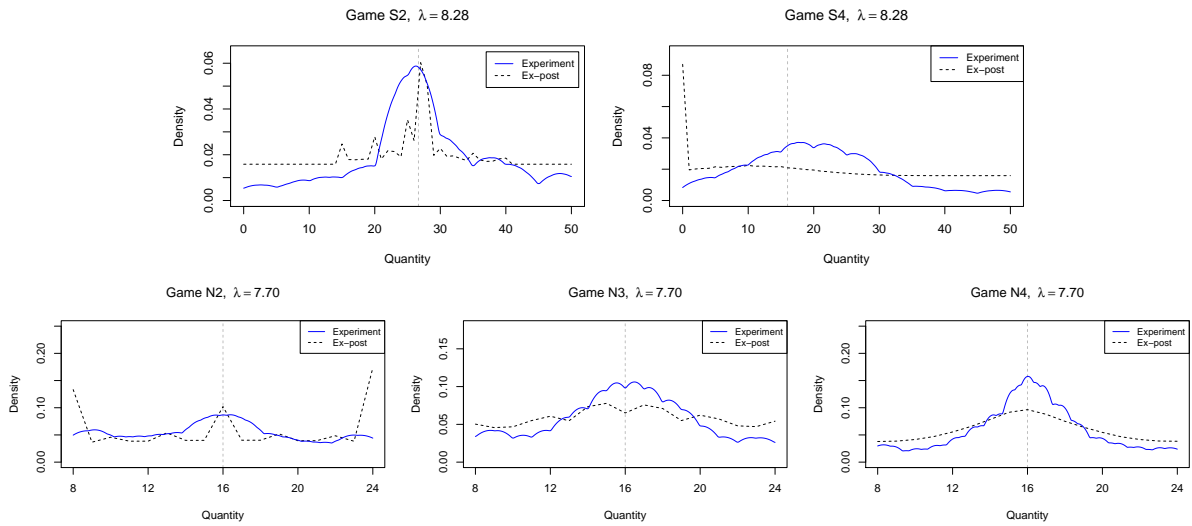 Game S2, λ = 8.28
Density
0.00
0.02
0.04
0.06
Experiment
Ex−post
0 10 20 30 40 50
Quantity
Game S4, λ = 8.28
Density
0.00
0.04
0.08
Experiment
Ex−post
0 10 20 30 40 50
Quantity
Game N2, λ = 7.70
Density
0.00
0.10
0.20
Experiment
Ex−post
8 12 16 20 24
Quantity
Game N3, λ = 7.70
Density
0.00
0.05
0.10
0.15
Experiment
Ex−post
8 12 16 20 24
Quantity
Game N4, λ = 7.70
Density
0.00
0.10
0.20
Experiment
Ex−post
8 12 16 20 24
Quantity